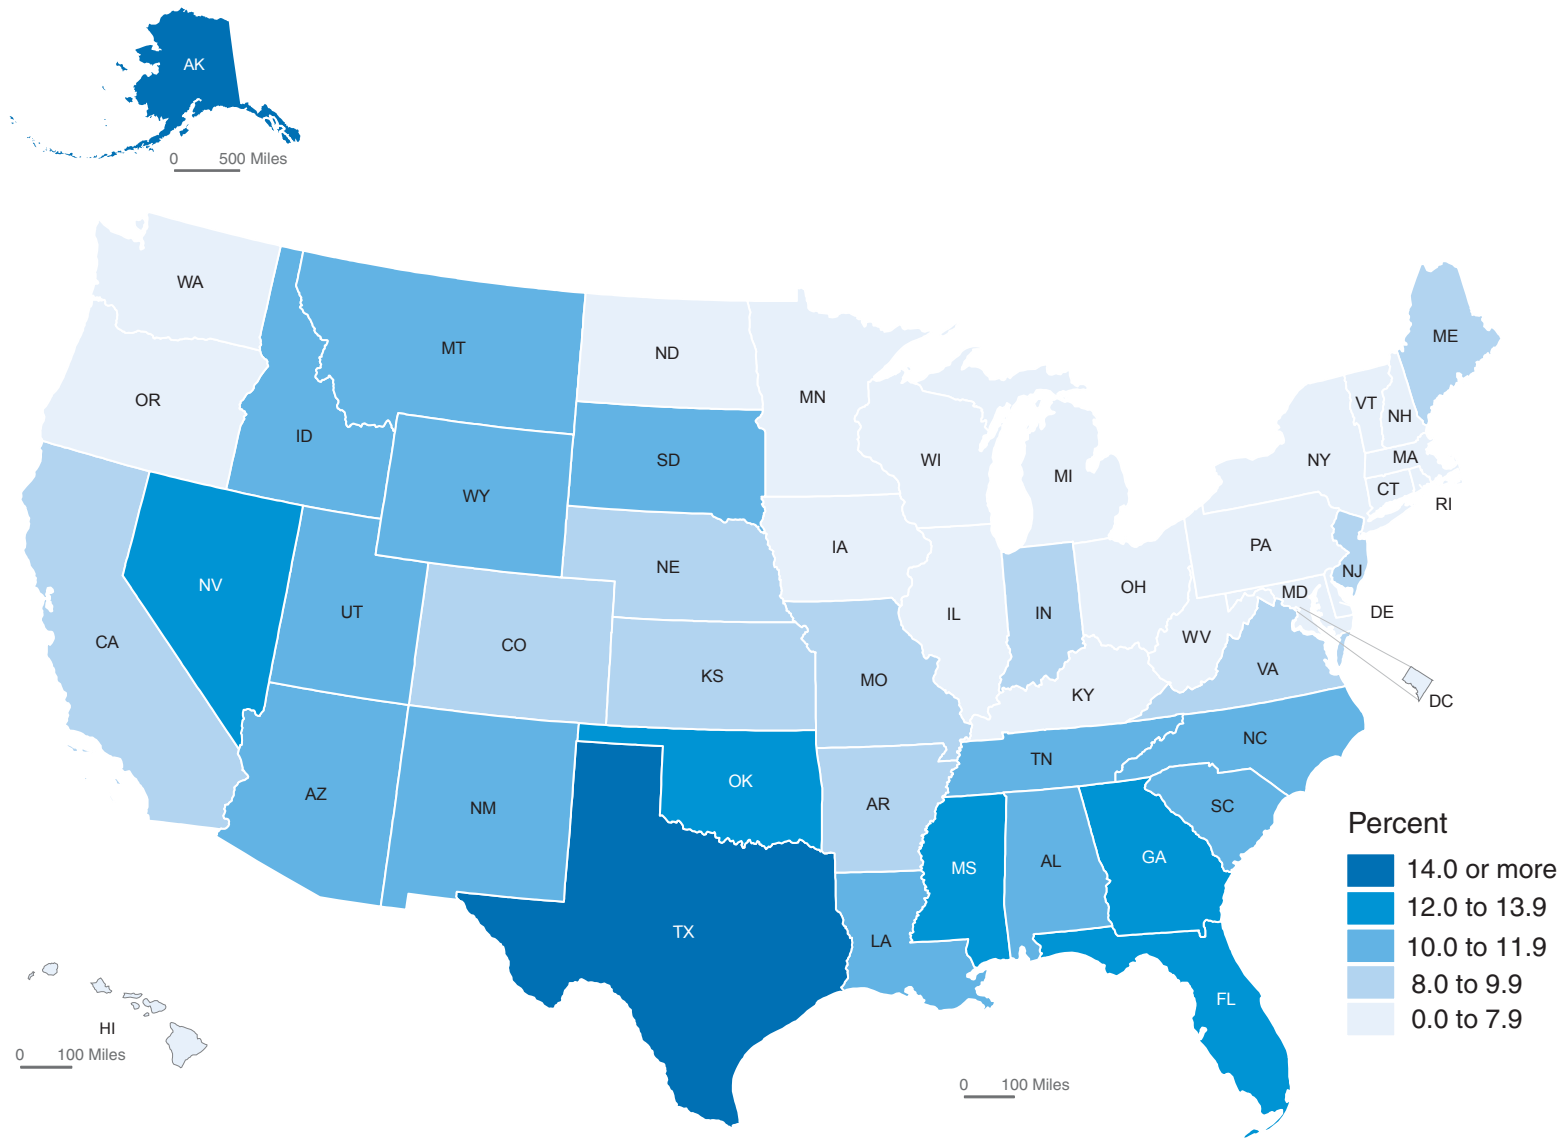 AK
0 500 Miles
WA
MT
ND
ME
OR
MN
VT
NH
ID
SD
WI
NY
MA
MI
WY
CT
RI
IA
PA
NE
NV
NJ
OH
MD
UT
IL
IN
DE
CA
CO
WV
KS
MO
VA
KY
DC
NC
TN
OK
AZ
AR
SC
NM
GA
AL
MS
TX
LA
FL
HI
0 100 Miles
0 100 Miles
Percent
14.0 or more
12.0 to 13.9
10.0 to 11.9
8.0 to 9.9
0.0 to 7.9